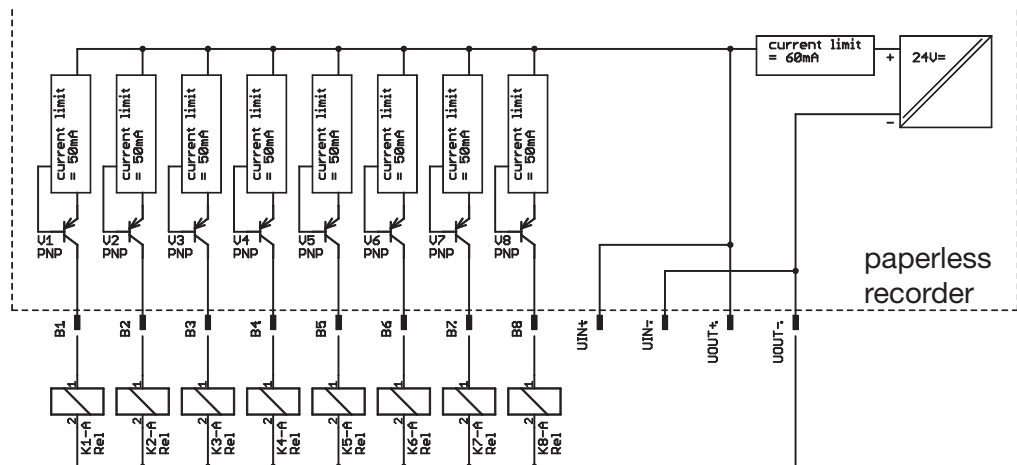 current limit
= 60mA
+
24V=
-
current limit
= 50mA
current limit
= 50mA
current limit
= 50mA
current limit
= 50mA
current limit
= 50mA
current limit
= 50mA
current limit
= 50mA
current limit
= 50mA
V1
PNP
V2
PNP
V3
PNP
V4
PNP
V5
PNP
V6
PNP
V7
PNP
V8
PNP
paperless
recorder
B1
B2
B3
B4
B5
B6
B7
B8
UIN+
UIN-
UOUT+
UOUT-
1
2
K1-A
Rel
1
2
K2-A
Rel
1
2
K3-A
Rel
1
2
K4-A
Rel
1
2
K5-A
Rel
1
2
K6-A
Rel
1
2
K7-A
Rel
1
2
K8-A
Rel